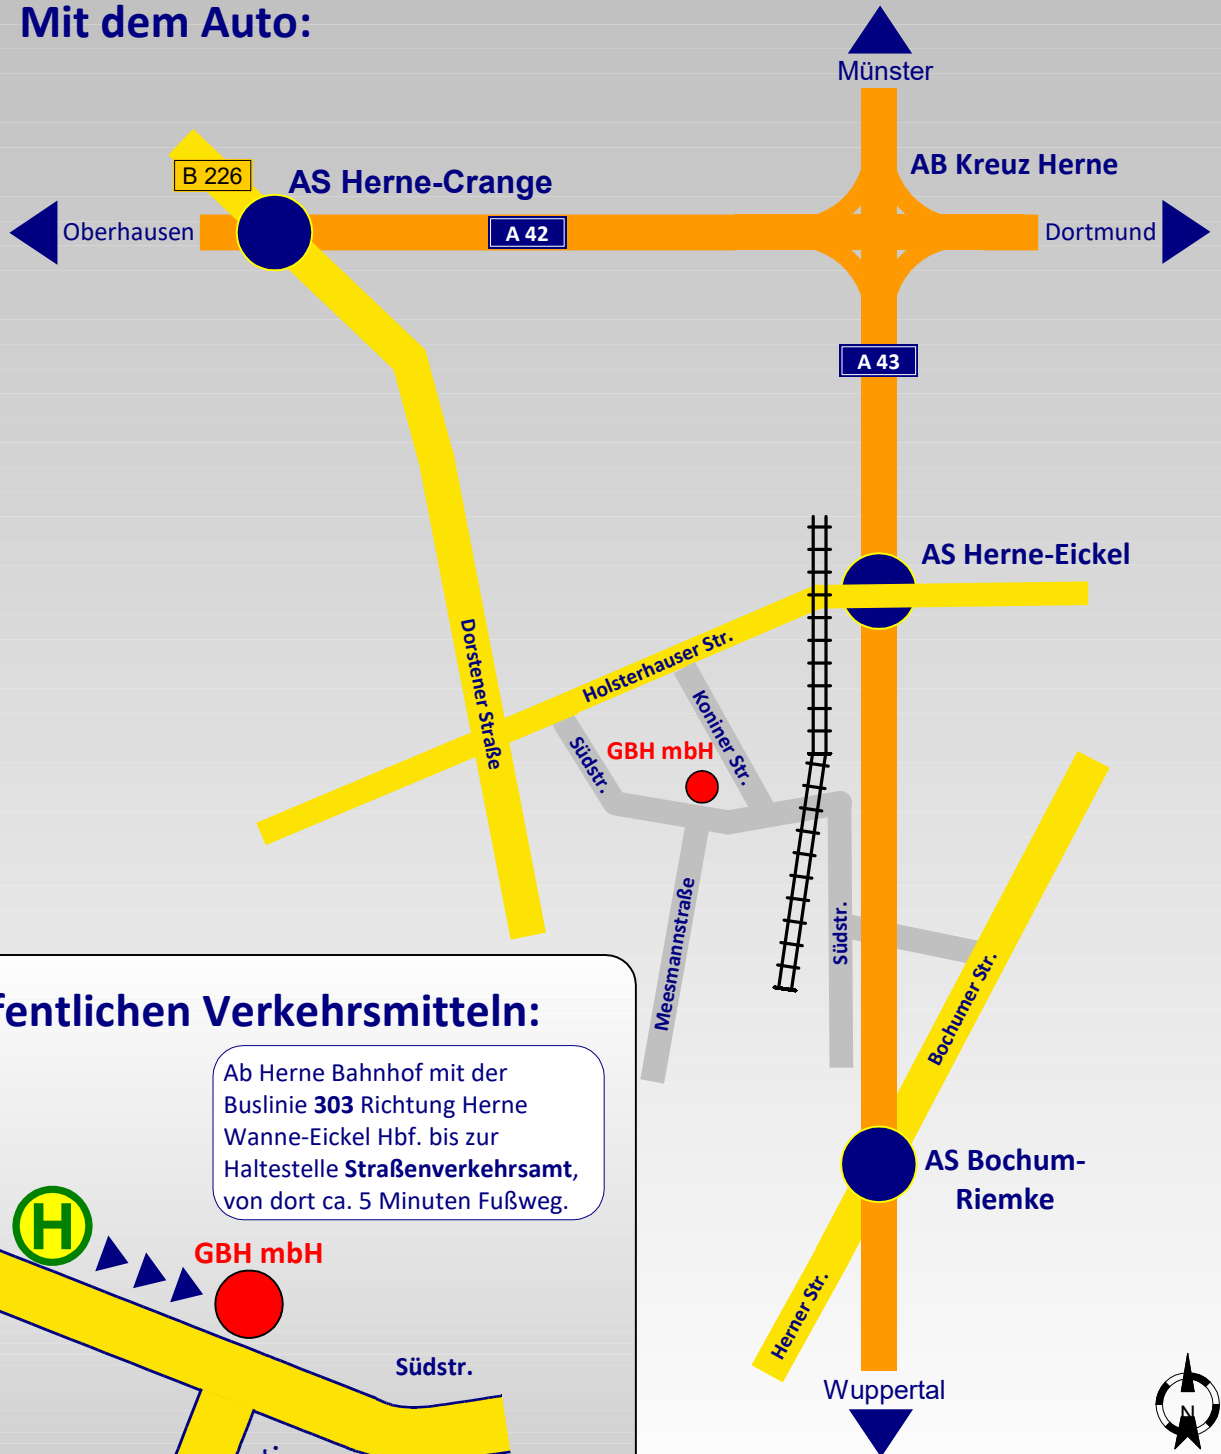 Mit dem Auto:
Münster
B 226
AS Herne-Crange
AB Kreuz Herne
Oberhausen
A 42
Dortmund
A 43
AS Herne-Eickel
Dorstener Straße
Holsterhauser Str.
Koniner Str.
Südstr.
GBH mbH
Meesmannstraße
Südstr.
Bochumer Str.
fentlichen Verkehrsmitteln:
Ab Herne Bahnhof mit der
Buslinie 303 Richtung Herne
Wanne-Eickel Hbf. bis zur
Haltestelle Straßenverkehrsamt,
von dort ca. 5 Minuten Fußweg.
AS Bochum-
Riemke
H
GBH mbH
Herner Str.
Südstr.
Wuppertal
N